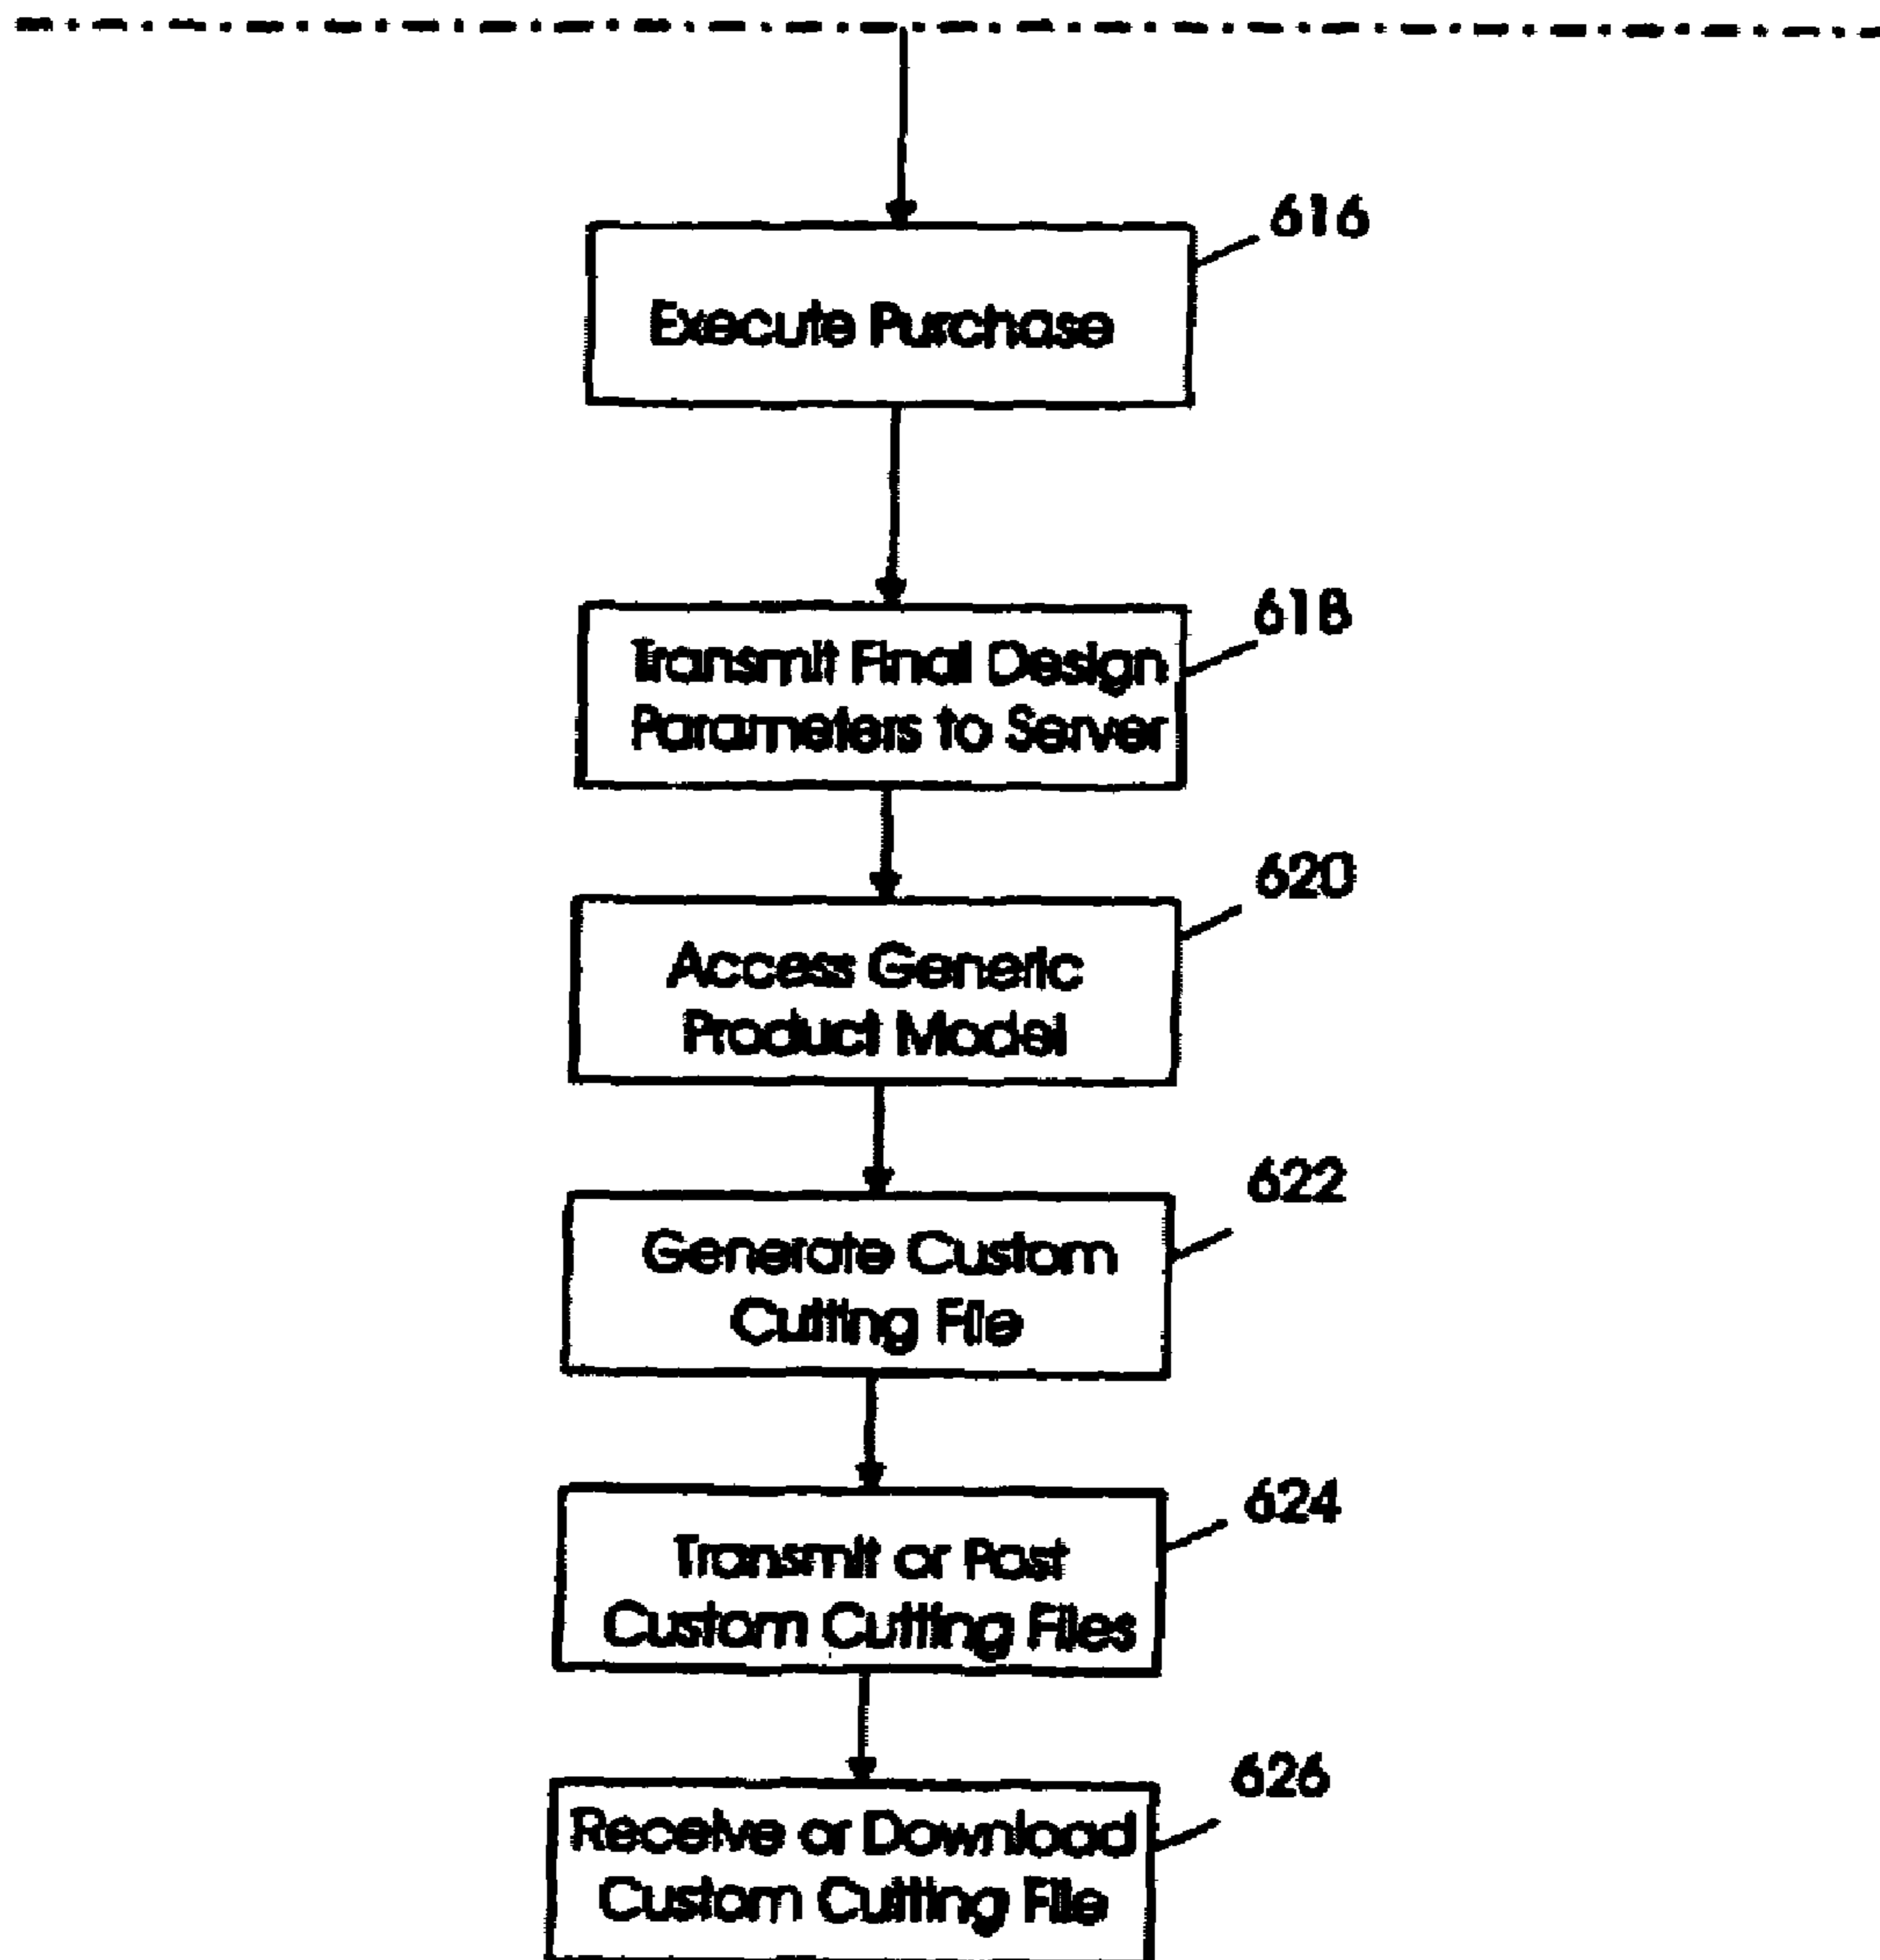 616
Execute Purchase
618
Transmit Final Design
Parameters to Server
620
Access Generic
Product Model
622
Generate Custom
Cutting File
624
Transmit or Post
Custom Cutting Files
626
Receive or Download
Custom Cutting File